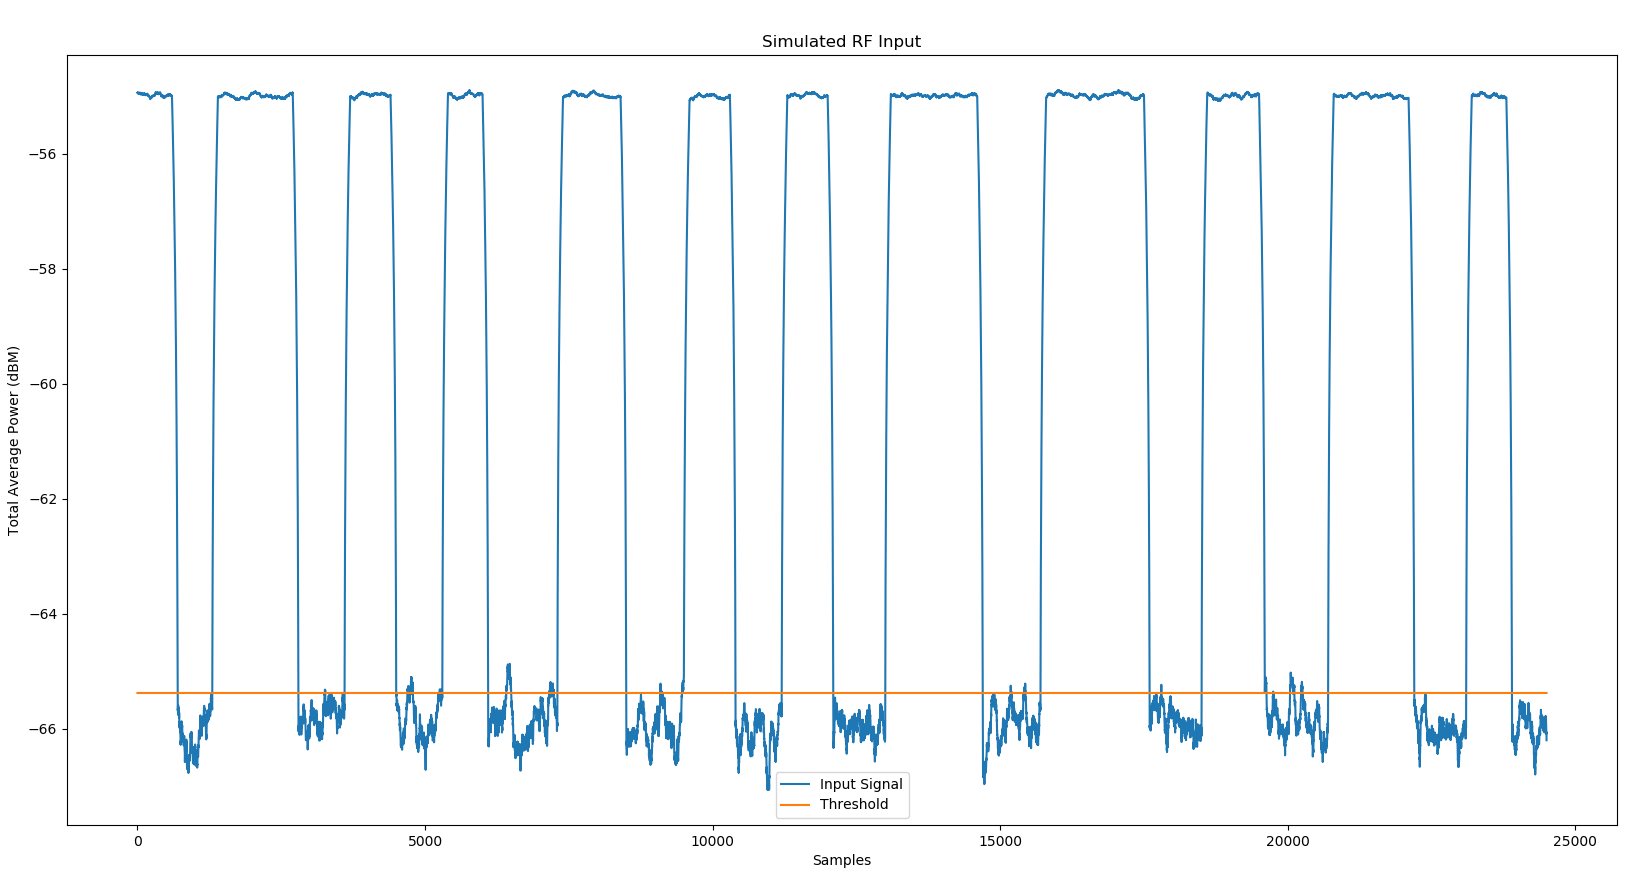 Simulated RF Input
Total Average Power (dBM)
−56
−58
−60
−62
−64
−66
Input Signal
Threshold
0
5000
10000
15000
20000
25000
Samples